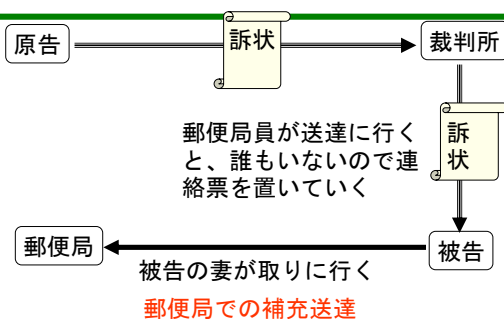 原告
訴状
裁判所
郵便局員が送達に行く
と、誰もいないので連
絡票を置いていく
訴
状
郵便局
被告
被告の妻が取りに行く
郵便局での補充送達